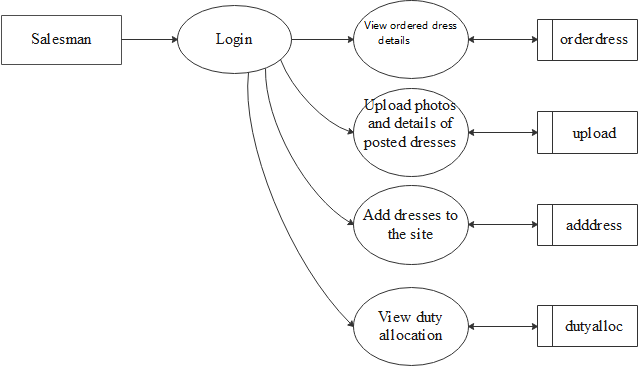 Salesman
Login
View ordered dress
details
orderdress
Upload photos
and details of
posted dresses
upload
Add dresses to
the site
adddress
View duty
allocation
dutyalloc